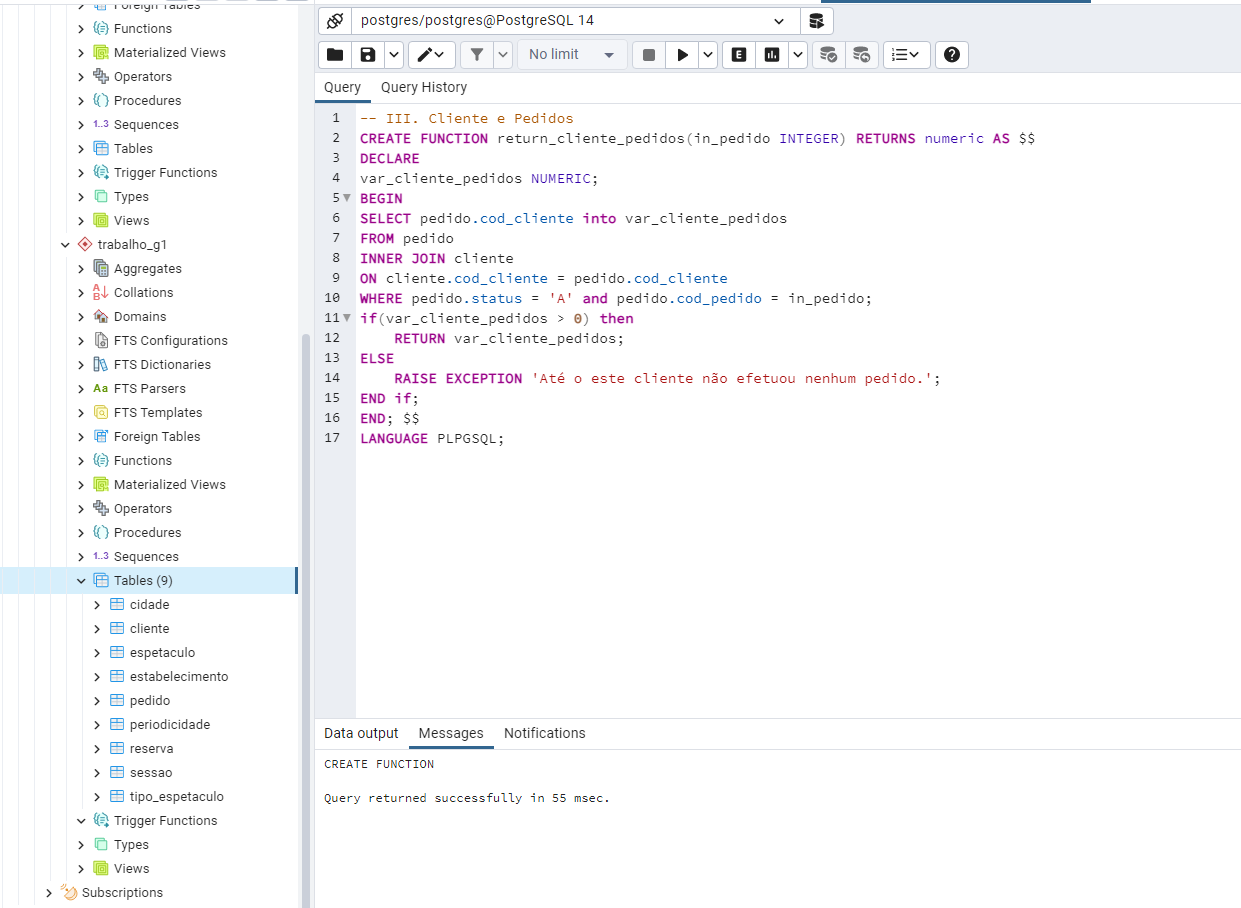 Foreign Tables
Functions
Materialized Views
Operators
Procedures
1..3 Sequences
Tables
Trigger Functions
Types
Views
trabalho_g1
Aggregates
Collations
Domains
FTS Configurations
FTS Dictionaries
Aa FTS Parsers
FTS Templates
Foreign Tables
Functions
Materialized Views
Operators
Procedures
1..3 Sequences
Tables (9)
cidade
cliente
espetaculo
estabelecimento
pedido
periodicidade
reserva
sessao
tipo_espetaculo
Trigger Functions
Types
Views
Subscriptions
postgres/postgres@PostgreSQL 14
No limit
E
Query Query History
1 -- III. Cliente e Pedidos
2 CREATE FUNCTION return_cliente_pedidos(in_pedido INTEGER) RETURNS numeric AS $$
3 DECLARE
4 var_cliente_pedidos NUMERIC;
5 BEGIN
6 SELECT pedido.cod_cliente into var_cliente_pedidos
7 FROM pedido
8 INNER JOIN cliente
9 ON cliente.cod_cliente = pedido.cod_cliente
10 WHERE pedido.status = 'A' and pedido.cod_pedido = in_pedido;
11 if(var_cliente_pedidos > 0) then
12 RETURN var_cliente_pedidos;
13 ELSE
14 RAISE EXCEPTION 'Até o este cliente não efetuou nenhum pedido.';
15 END if;
16 END; $$
17 LANGUAGE PLPGSQL;
Data output Messages Notifications
CREATE FUNCTION
Query returned successfully in 55 msec.